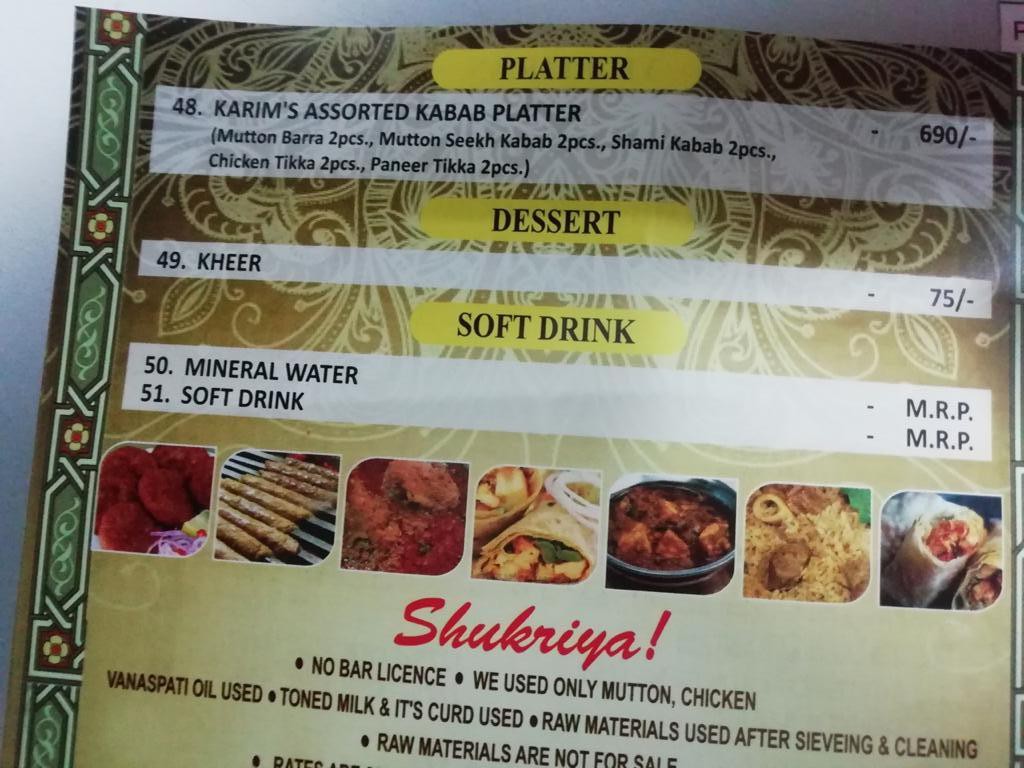 PLATTER
48. KARIM'S ASSORTED KABAB PLATTER - 690/-
(Mutton Barra 2pcs., Mutton Seekh Kabab 2pcs., Shami Kabab 2pcs.,
Chicken Tikka 2pcs., Paneer Tikka 2pcs.)
DESSERT
49. KHEER - 75/-
SOFT DRINK
50. MINERAL WATER - M.R.P.
51. SOFT DRINK - M.R.P.
Shukriya!
• NO BAR LICENCE • WE USED ONLY MUTTON, CHICKEN
VANASPATI OIL USED • TONED MILK & IT'S CURD USED • RAW MATERIALS USED AFTER SIEVEING & CLEANING
• RAW MATERIALS ARE NOT FOR SALE
• RATES ARE